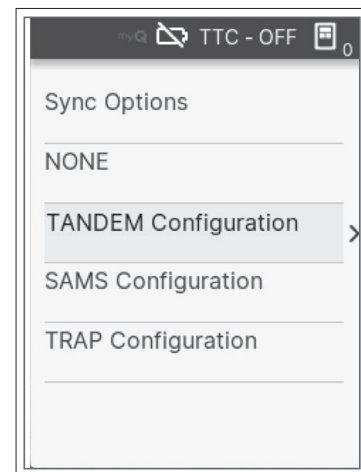 myQ TTC - OFF 0
Sync Options
NONE
TANDEM Configuration
SAMS Configuration
TRAP Configuration